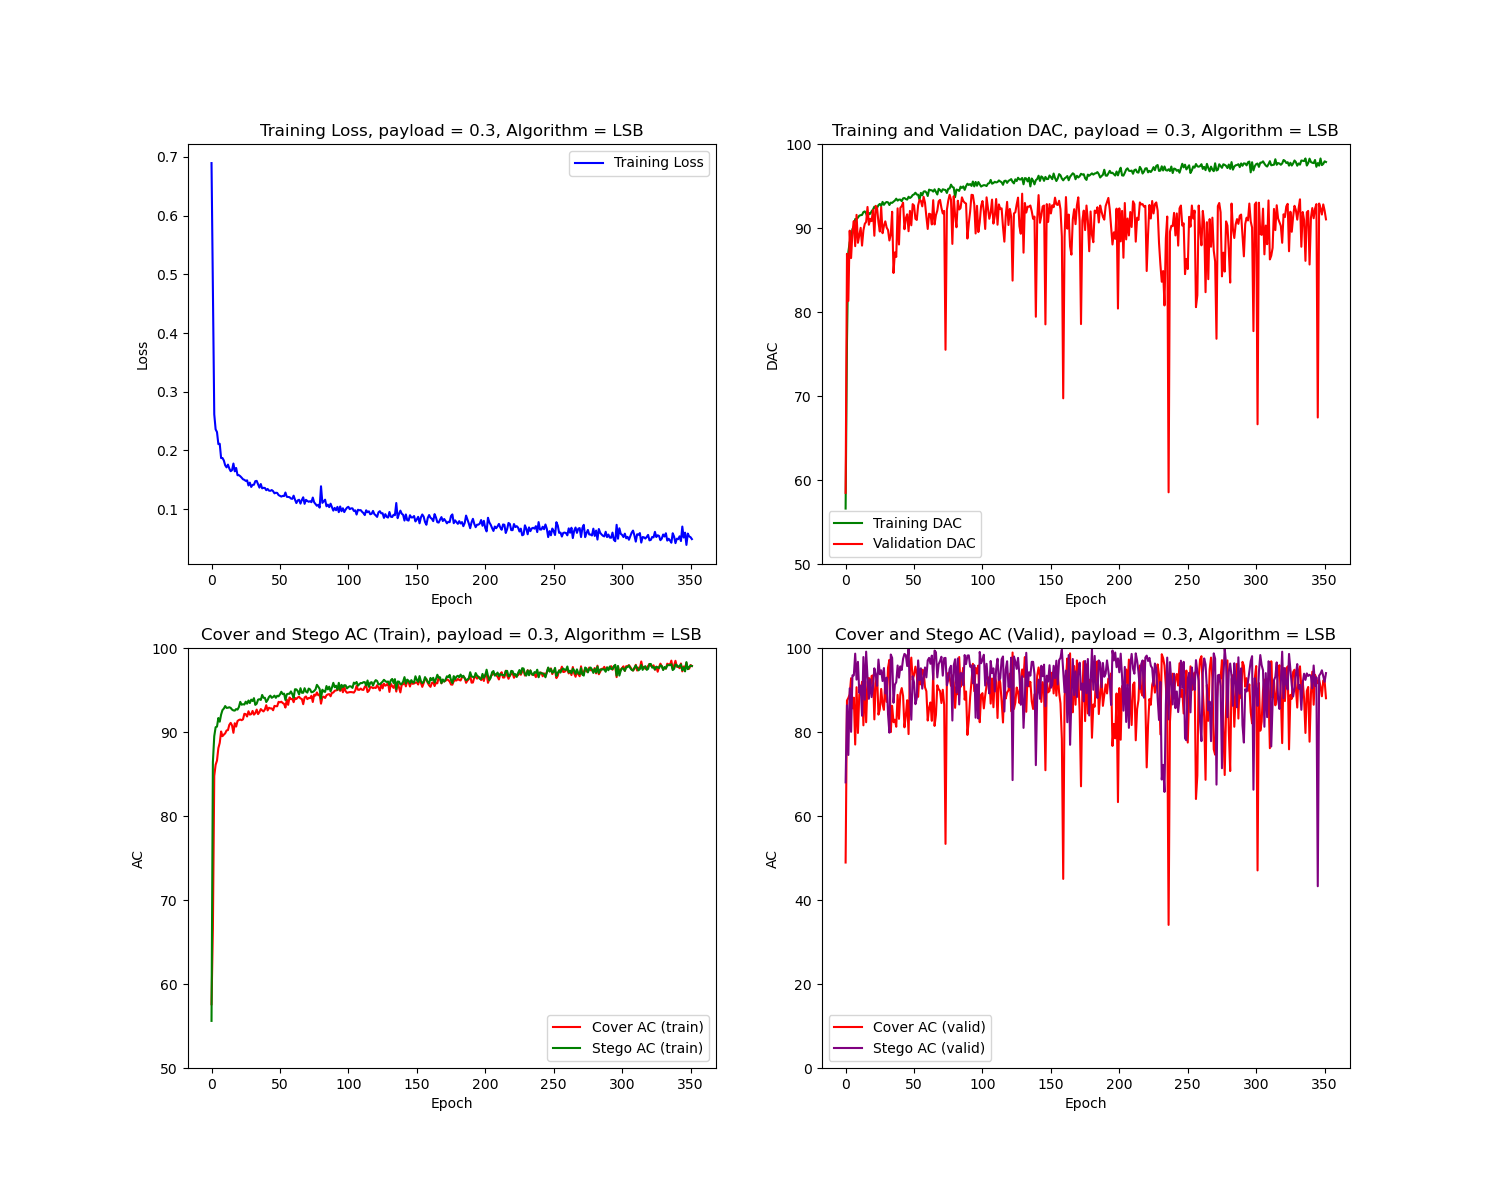 Training Loss, payload = 0.3, Algorithm = LSB
0.7
0.6
0.5
0.4
0.3
0.2
0.1
Loss
Training Loss
0 50 100 150 200 250 300 350
Epoch
Training and Validation DAC, payload = 0.3, Algorithm = LSB
100
90
80
70
60
50
DAC
Training DAC
Validation DAC
0 50 100 150 200 250 300 350
Epoch
Cover and Stego AC (Train), payload = 0.3, Algorithm = LSB
100
90
80
70
60
50
AC
Cover AC (train)
Stego AC (train)
0 50 100 150 200 250 300 350
Epoch
Cover and Stego AC (Valid), payload = 0.3, Algorithm = LSB
100
80
60
40
20
0
AC
Cover AC (valid)
Stego AC (valid)
0 50 100 150 200 250 300 350
Epoch